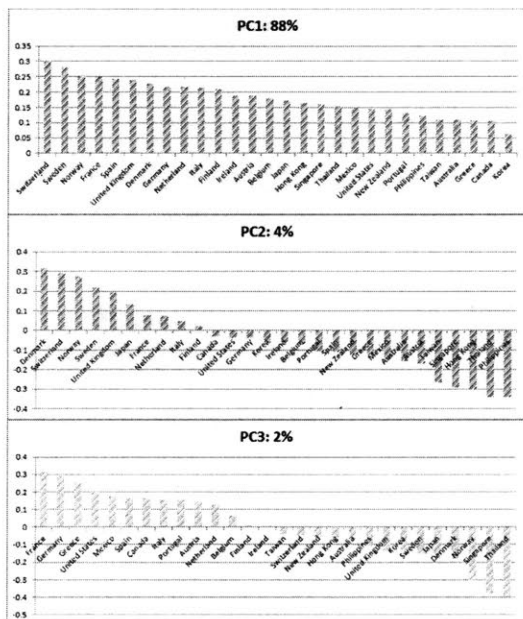 PC1: 88%
0.35
0.3
0.25
0.2
0.15
0.1
0.05
0
Switzerland
Sweden
Norway
France
Spain
United Kingdom
Denmark
Germany
Netherland
Italy
Finland
Ireland
Austria
Belgium
Japan
Hong Kong
Singapore
Thailand
Mexico
United States
New Zealand
Portugal
Philippines
Taiwan
Australia
Greece
Canada
Korea
PC2: 4%
0.4
0.3
0.2
0.1
0
-0.1
-0.2
-0.3
-0.4
Denmark
Switzerland
Norway
Sweden
United Kingdom
Japan
France
Netherland
Italy
Finland
Canada
United States
Germany
Korea
Ireland
Belgium
Portugal
Spain
New Zealand
Greece
Mexico
Australia
Singapore
Hong Kong
Philippines
PC3: 2%
0.4
0.3
0.2
0.1
0
-0.1
-0.2
-0.3
-0.4
-0.5
France
Germany
Greece
United States
Mexico
Spain
Canada
Italy
Portugal
Austria
Netherland
Belgium
Finland
Ireland
Taiwan
Switzerland
New Zealand
Hong Kong
Australia
Philippines
United Kingdom
Korea
Sweden
Japan
Denmark
Norway
Singapore
Thailand